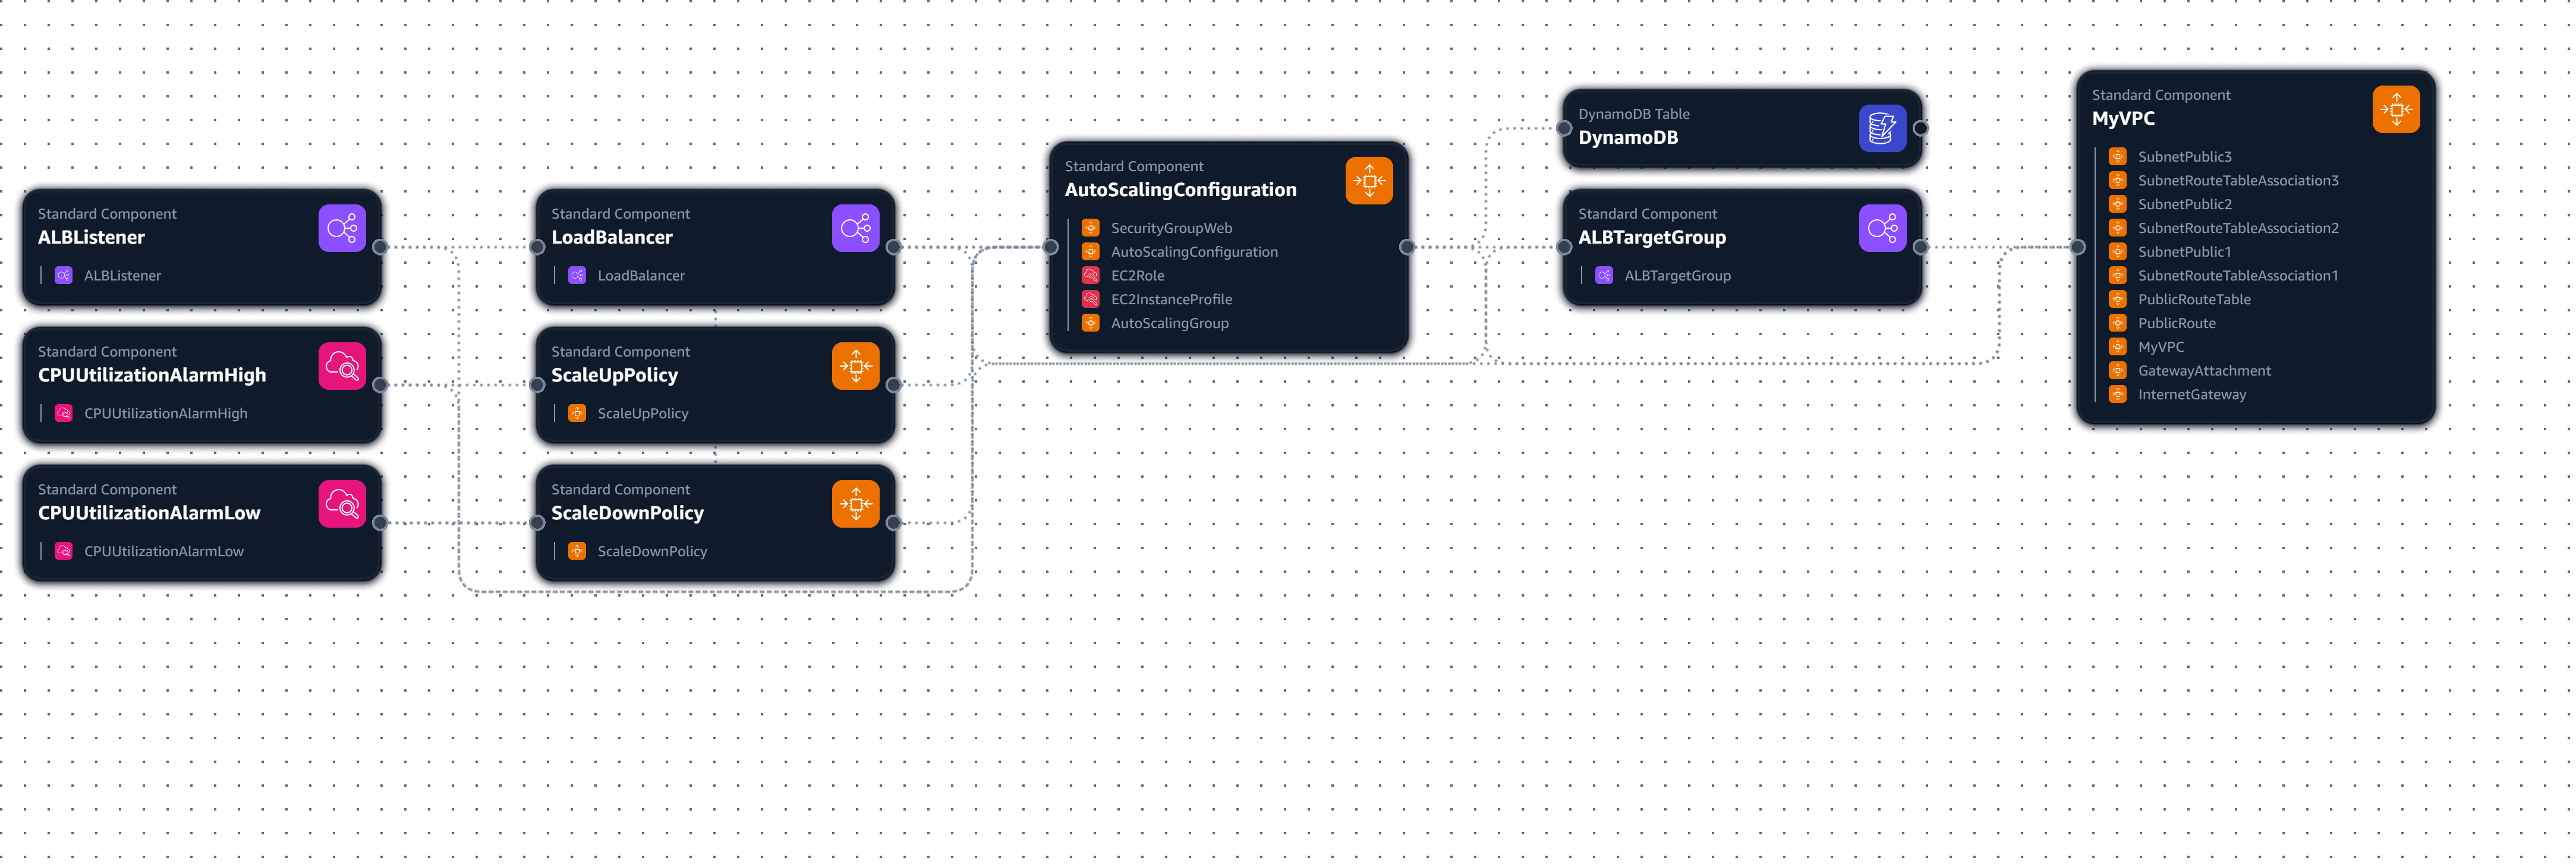 Standard Component
ALBListener
ALBListener
Standard Component
CPUUtilizationAlarmHigh
CPUUtilizationAlarmHigh
Standard Component
CPUUtilizationAlarmLow
CPUUtilizationAlarmLow
Standard Component
LoadBalancer
LoadBalancer
Standard Component
ScaleUpPolicy
ScaleUpPolicy
Standard Component
ScaleDownPolicy
ScaleDownPolicy
Standard Component
AutoScalingConfiguration
SecurityGroupWeb
AutoScalingConfiguration
EC2Role
EC2InstanceProfile
AutoScalingGroup
DynamoDB Table
DynamoDB
Standard Component
ALBTargetGroup
ALBTargetGroup
Standard Component
MyVPC
SubnetPublic3
SubnetRouteTableAssociation3
SubnetPublic2
SubnetRouteTableAssociation2
SubnetPublic1
SubnetRouteTableAssociation1
PublicRouteTable
PublicRoute
MyVPC
GatewayAttachment
InternetGateway